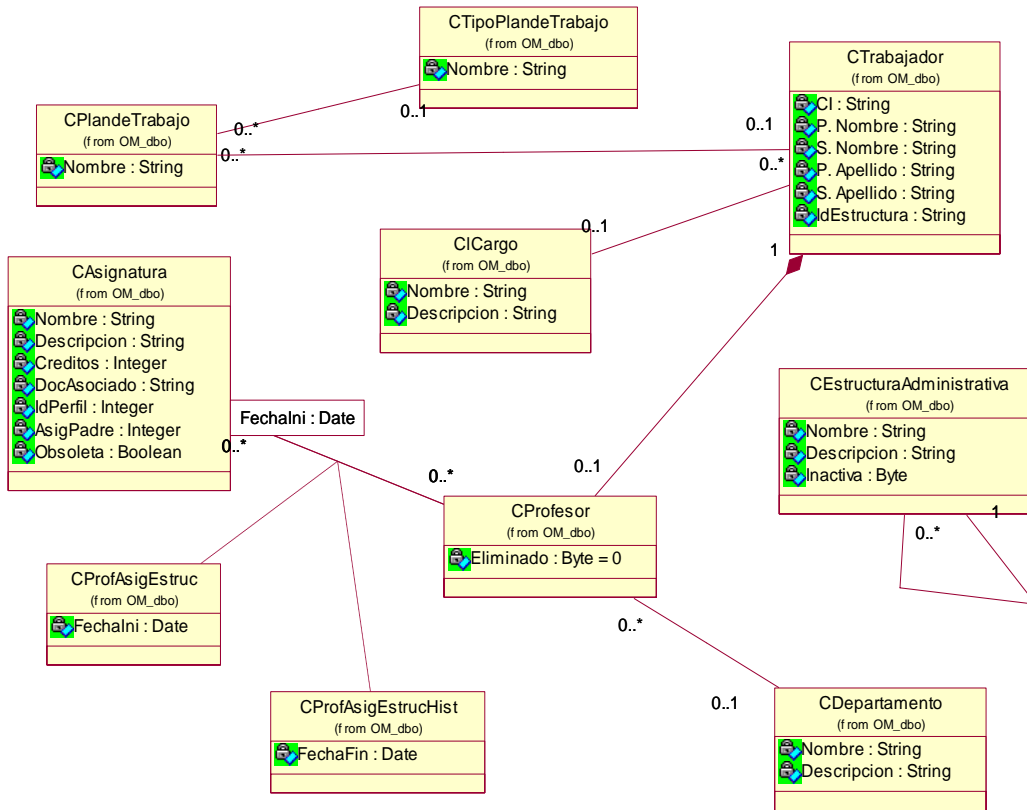 CTipoPlandeTrabajo
(from OM_dbo)
Nombre : String
0..1
0..*
CPlandeTrabajo
(from OM_dbo)
Nombre : String
0..*
0..1
CTrabajador
(from OM_dbo)
CI : String
P. Nombre : String
S. Nombre : String
P. Apellido : String
S. Apellido : String
IdEstructura : String
0..*
0..1
1
ClCargo
(from OM_dbo)
Nombre : String
Descripcion : String
CAsignatura
(from OM_dbo)
Nombre : String
Descripcion : String
Creditos : Integer
DocAsociado : String
IdPerfil : Integer
AsigPadre : Integer
Obsoleta : Boolean
FechaIni : Date
0..*
0..*
0..1
CEstructuraAdministrativa
(from OM_dbo)
Nombre : String
Descripcion : String
Inactiva : Byte
1
0..*
CProfesor
(from OM_dbo)
Eliminado : Byte = 0
0..*
CProfAsigEstruc
(from OM_dbo)
FechaIni : Date
CProfAsigEstrucHist
(from OM_dbo)
FechaFin : Date
0..1
CDepartamento
(from OM_dbo)
Nombre : String
Descripcion : String